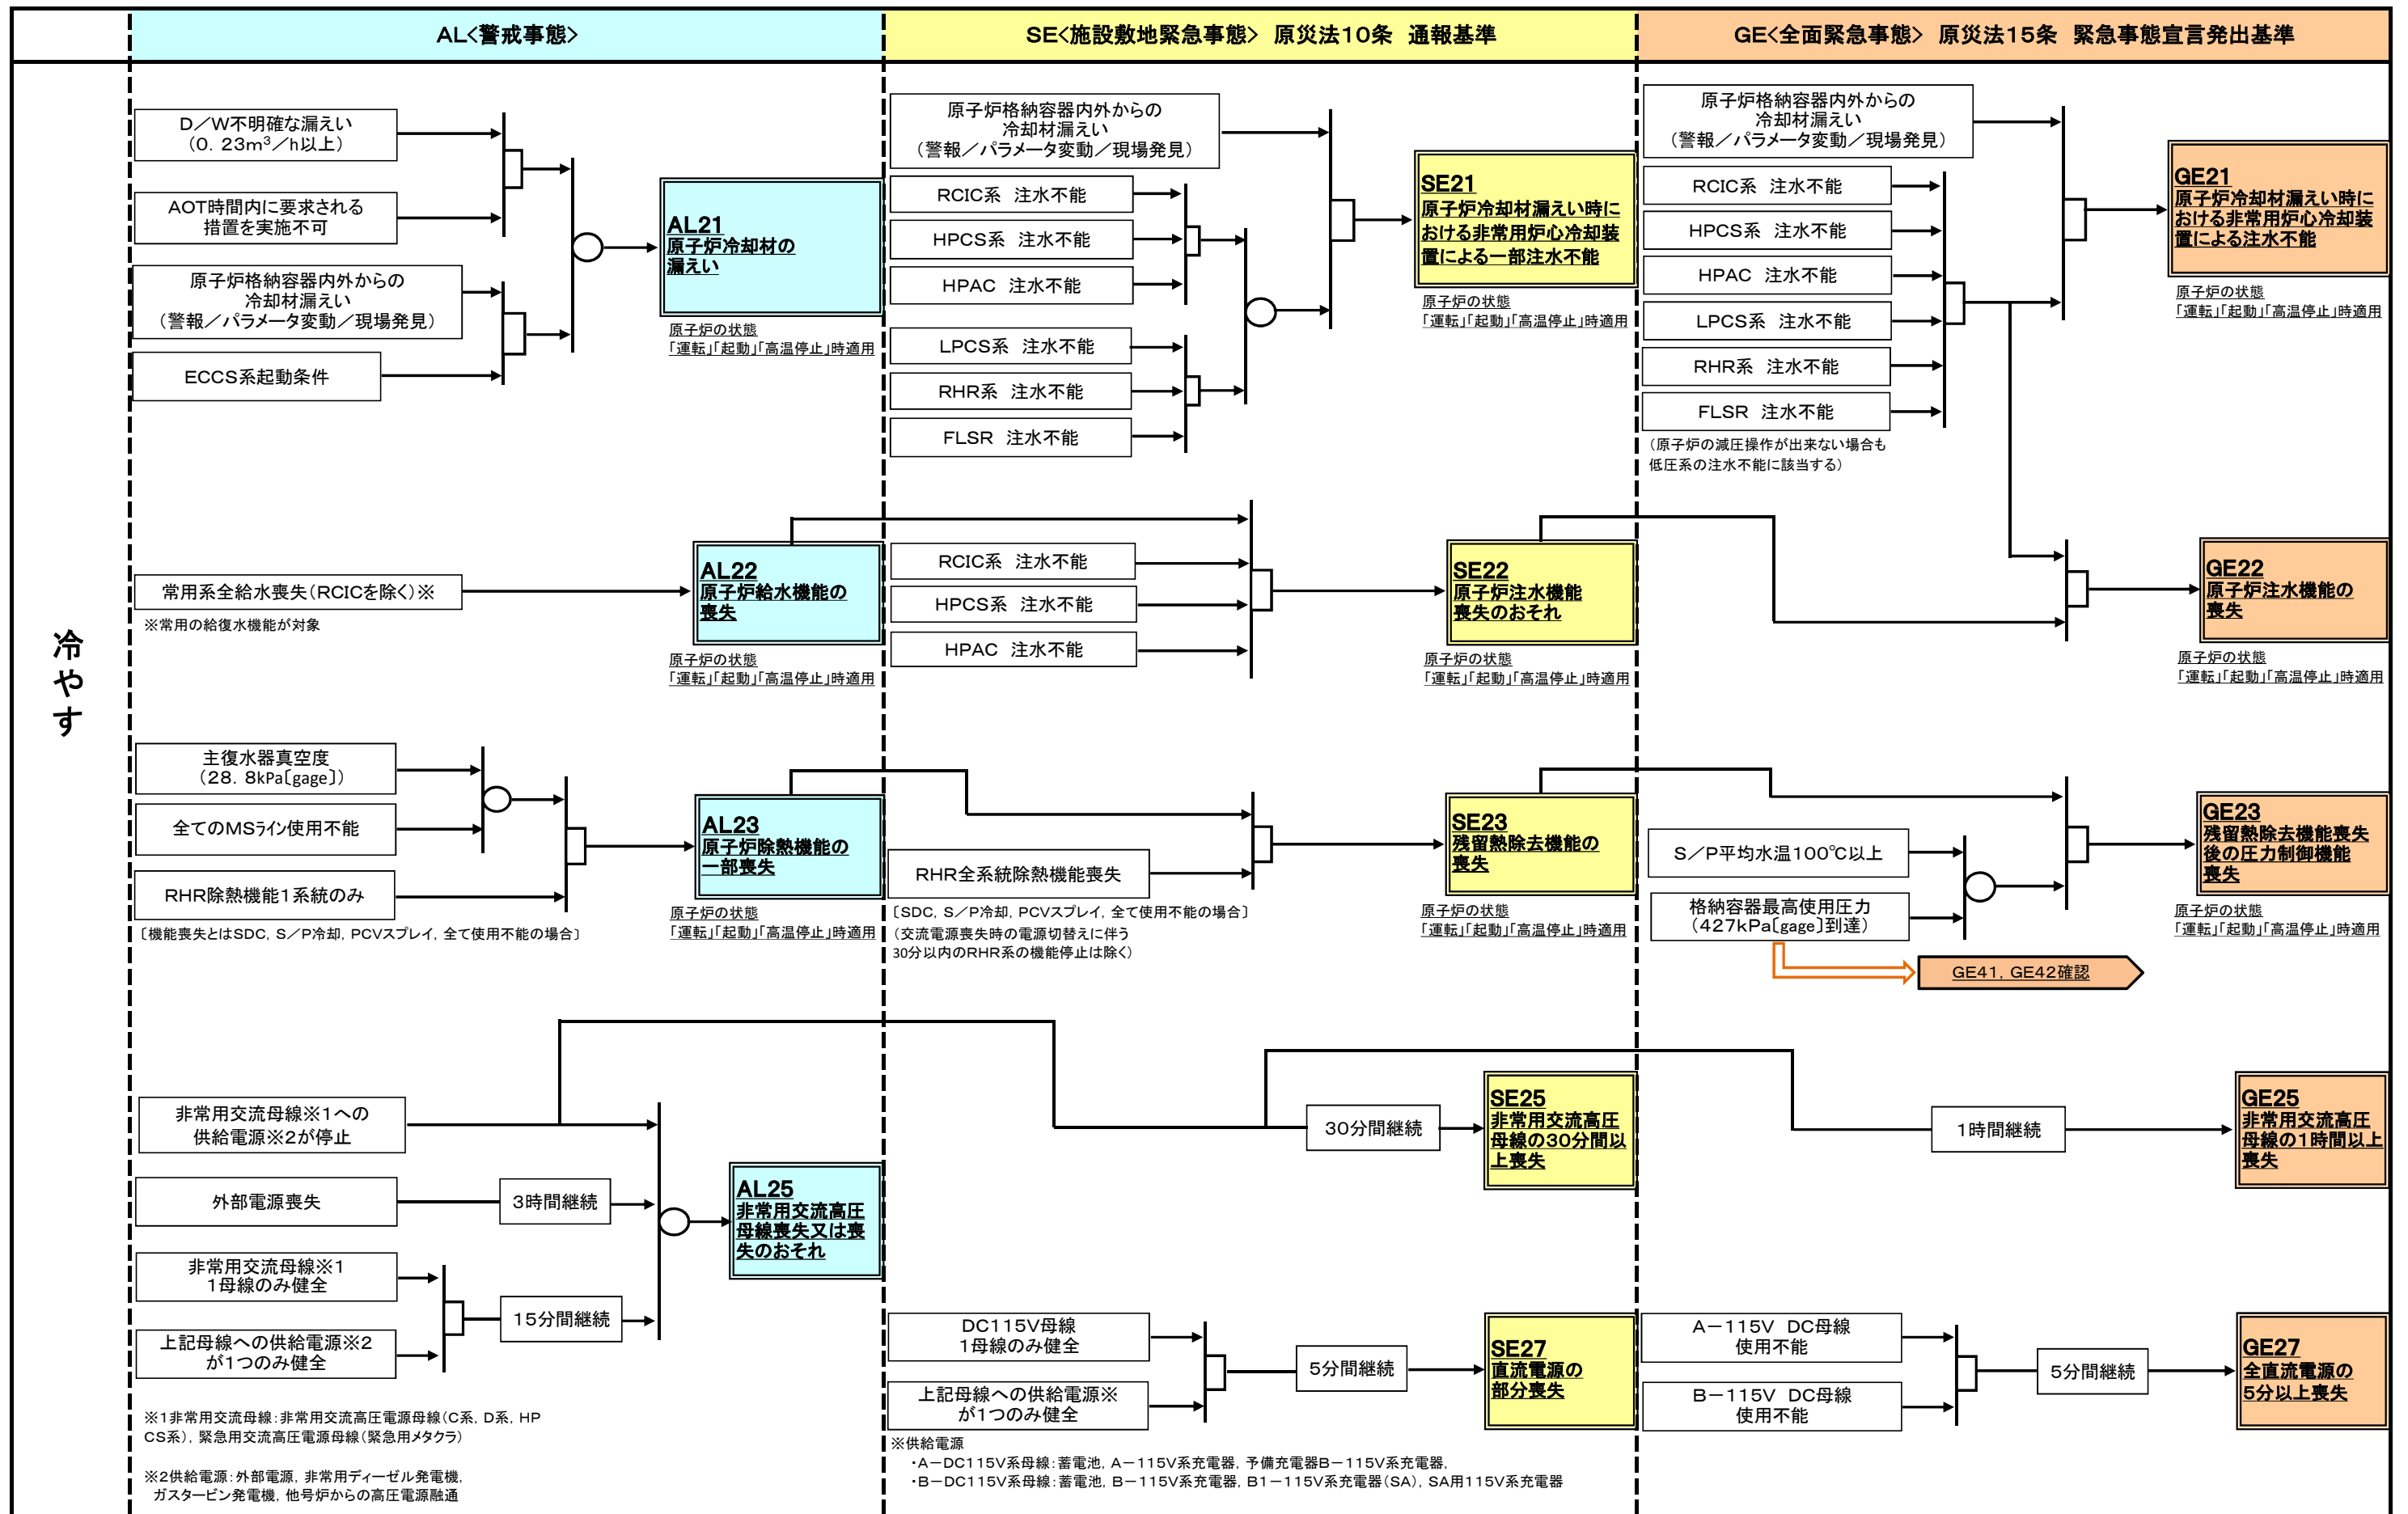 AL<警戒事態>
SE<施設敷地緊急事態> 原災法10条 通報基準
GE<全面緊急事態> 原災法15条 緊急事態宣言発出基準
冷やす
D/W不明確な漏えい
(0.23m³/h以上)
AOT時間内に要求される
措置を実施不可
原子炉格納容器内外からの
冷却材漏えい
(警報/パラメータ変動/現場発見)
ECCS系起動条件
AL21
原子炉冷却材の
漏えい
原子炉の状態
「運転」「起動」「高温停止」時適用
原子炉格納容器内外からの
冷却材漏えい
(警報/パラメータ変動/現場発見)
RCIC系 注水不能
HPCS系 注水不能
HPAC 注水不能
LPCS系 注水不能
RHR系 注水不能
FLSR 注水不能
SE21
原子炉冷却材漏えい時に
おける非常用炉心冷却装
置による一部注水不能
原子炉の状態
「運転」「起動」「高温停止」時適用
原子炉格納容器内外からの
冷却材漏えい
(警報/パラメータ変動/現場発見)
RCIC系 注水不能
HPCS系 注水不能
HPAC 注水不能
LPCS系 注水不能
RHR系 注水不能
FLSR 注水不能
(原子炉の減圧操作が出来ない場合も
低圧系の注水不能に該当する)
GE21
原子炉冷却材漏えい時に
おける非常用炉心冷却装
置による注水不能
原子炉の状態
「運転」「起動」「高温停止」時適用
常用系全給水喪失(RCICを除く)※
※常用の給復水機能が対象
AL22
原子炉給水機能の
喪失
原子炉の状態
「運転」「起動」「高温停止」時適用
RCIC系 注水不能
HPCS系 注水不能
HPAC 注水不能
SE22
原子炉注水機能
喪失のおそれ
原子炉の状態
「運転」「起動」「高温停止」時適用
GE22
原子炉注水機能の
喪失
原子炉の状態
「運転」「起動」「高温停止」時適用
主復水器真空度
(28.8kPa[gage])
全てのMSライン使用不能
RHR除熱機能1系統のみ
〔機能喪失とはSDC,S/P冷却,PCVスプレイ,全て使用不能の場合〕
AL23
原子炉除熱機能の
一部喪失
原子炉の状態
「運転」「起動」「高温停止」時適用
RHR全系統除熱機能喪失
〔SDC,S/P冷却,PCVスプレイ,全て使用不能の場合〕
(交流電源喪失時の電源切替えに伴う
30分以内のRHR系の機能停止は除く)
SE23
残留熱除去機能の
喪失
原子炉の状態
「運転」「起動」「高温停止」時適用
S/P平均水温100℃以上
格納容器最高使用圧力
(427kPa[gage]到達)
GE41,GE42確認
GE23
残留熱除去機能喪失
後の圧力制御機能
喪失
原子炉の状態
「運転」「起動」「高温停止」時適用
非常用交流母線※1への
供給電源※2が停止
外部電源喪失
3時間継続
非常用交流母線※1
1母線のみ健全
上記母線への供給電源※2
が1つのみ健全
15分間継続
AL25
非常用交流高圧
母線喪失又は喪
失のおそれ
※1非常用交流母線:非常用交流高圧電源母線(C系,D系,HP
CS系),緊急用交流高圧電源母線(緊急用メタクラ)
※2供給電源:外部電源,非常用ディーゼル発電機,
ガスタービン発電機,他号炉からの高圧電源融通
30分間継続
SE25
非常用交流高圧
母線の30分間以
上喪失
1時間継続
GE25
非常用交流高圧
母線の1時間以上
喪失
DC115V母線
1母線のみ健全
上記母線への供給電源※
が1つのみ健全
5分間継続
SE27
直流電源の
部分喪失
※供給電源
・A-DC115V系母線:蓄電池,A-115V系充電器,予備充電器B-115V系充電器,
・B-DC115V系母線:蓄電池,B-115V系充電器,B1-115V系充電器(SA),SA用115V系充電器
A-115V DC母線
使用不能
B-115V DC母線
使用不能
5分間継続
GE27
全直流電源の
5分以上喪失